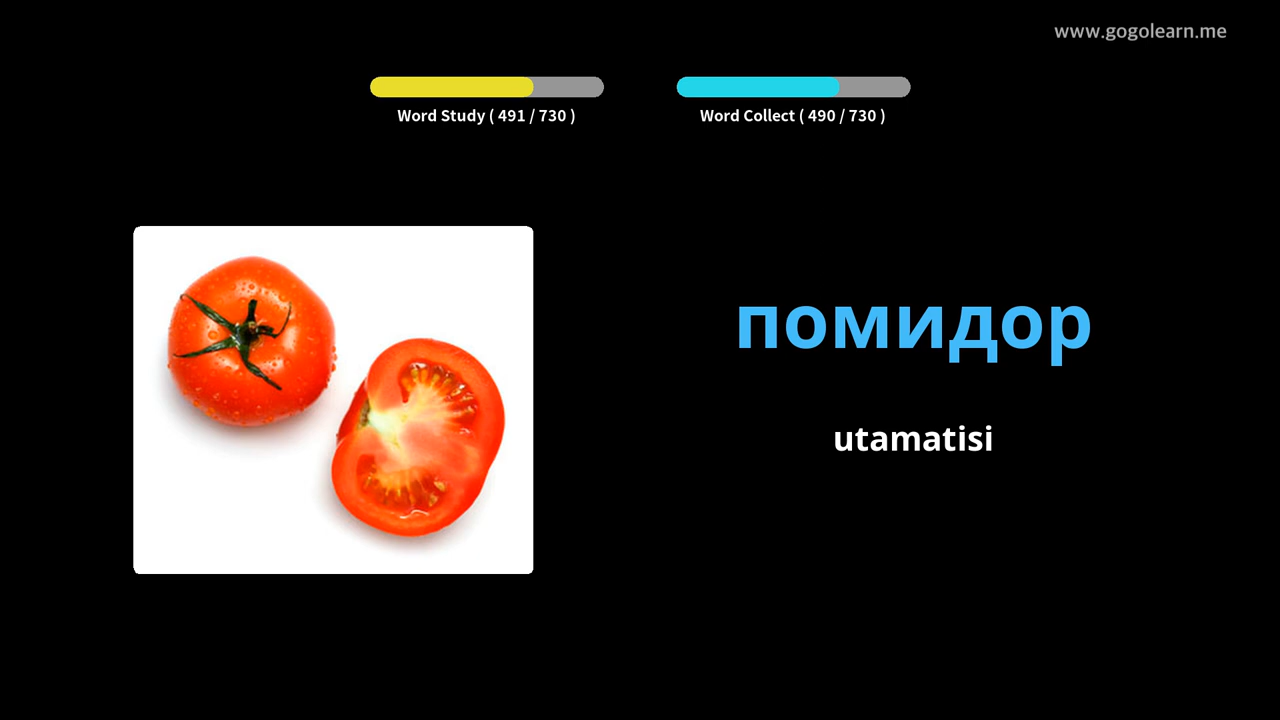 www.gogolearn.me
Word Study ( 491 / 730 )
Word Collect ( 490 / 730 )
помидор
utamatisi